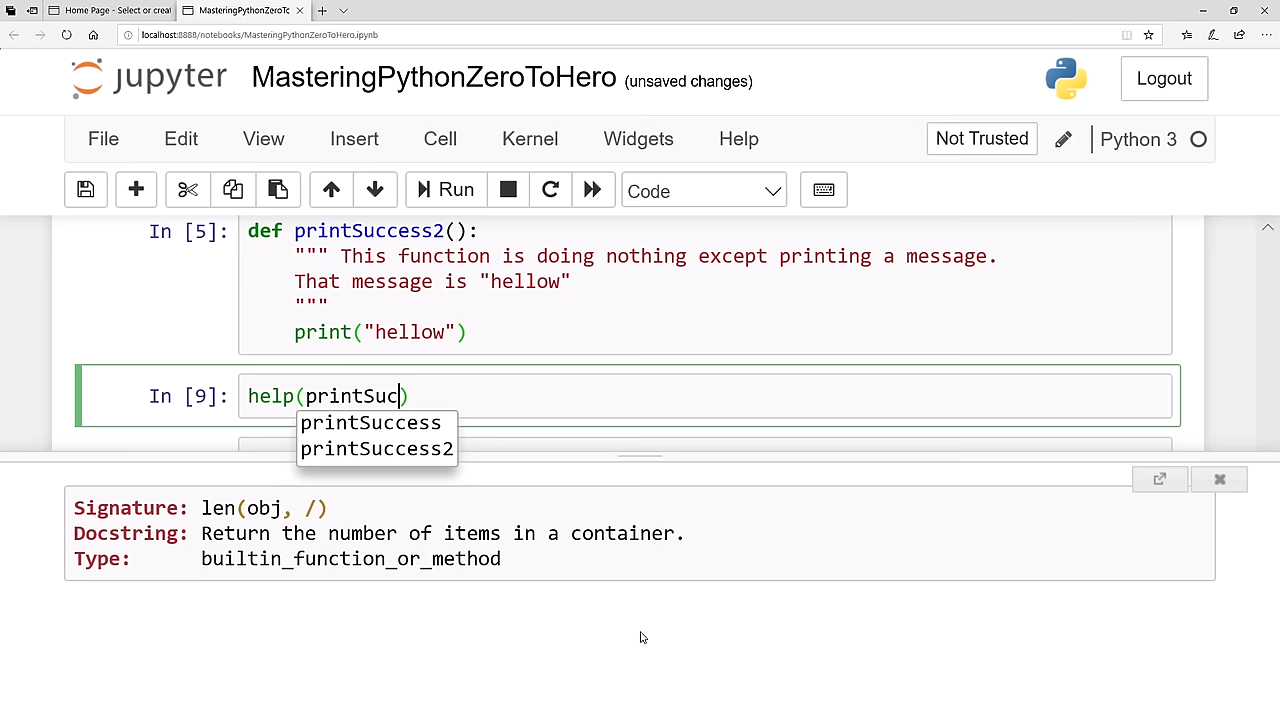 Home Page - Select or creat
MasteringPythonZeroToH
localhost:8888/notebooks/MasteringPythonZeroToHero.ipynb
jupyter
MasteringPythonZeroToHero (unsaved changes)
Logout
File Edit View Insert Cell Kernel Widgets Help
Not Trusted
Python 3
Run
Code
In [5]: def printSuccess2():
""" This function is doing nothing except printing a message.
That message is "hellow"
"""
print("hellow")
In [9]: help(printSuc)
printSuccess
printSuccess2
Signature: len(obj, /)
Docstring: Return the number of items in a container.
Type: builtin_function_or_method